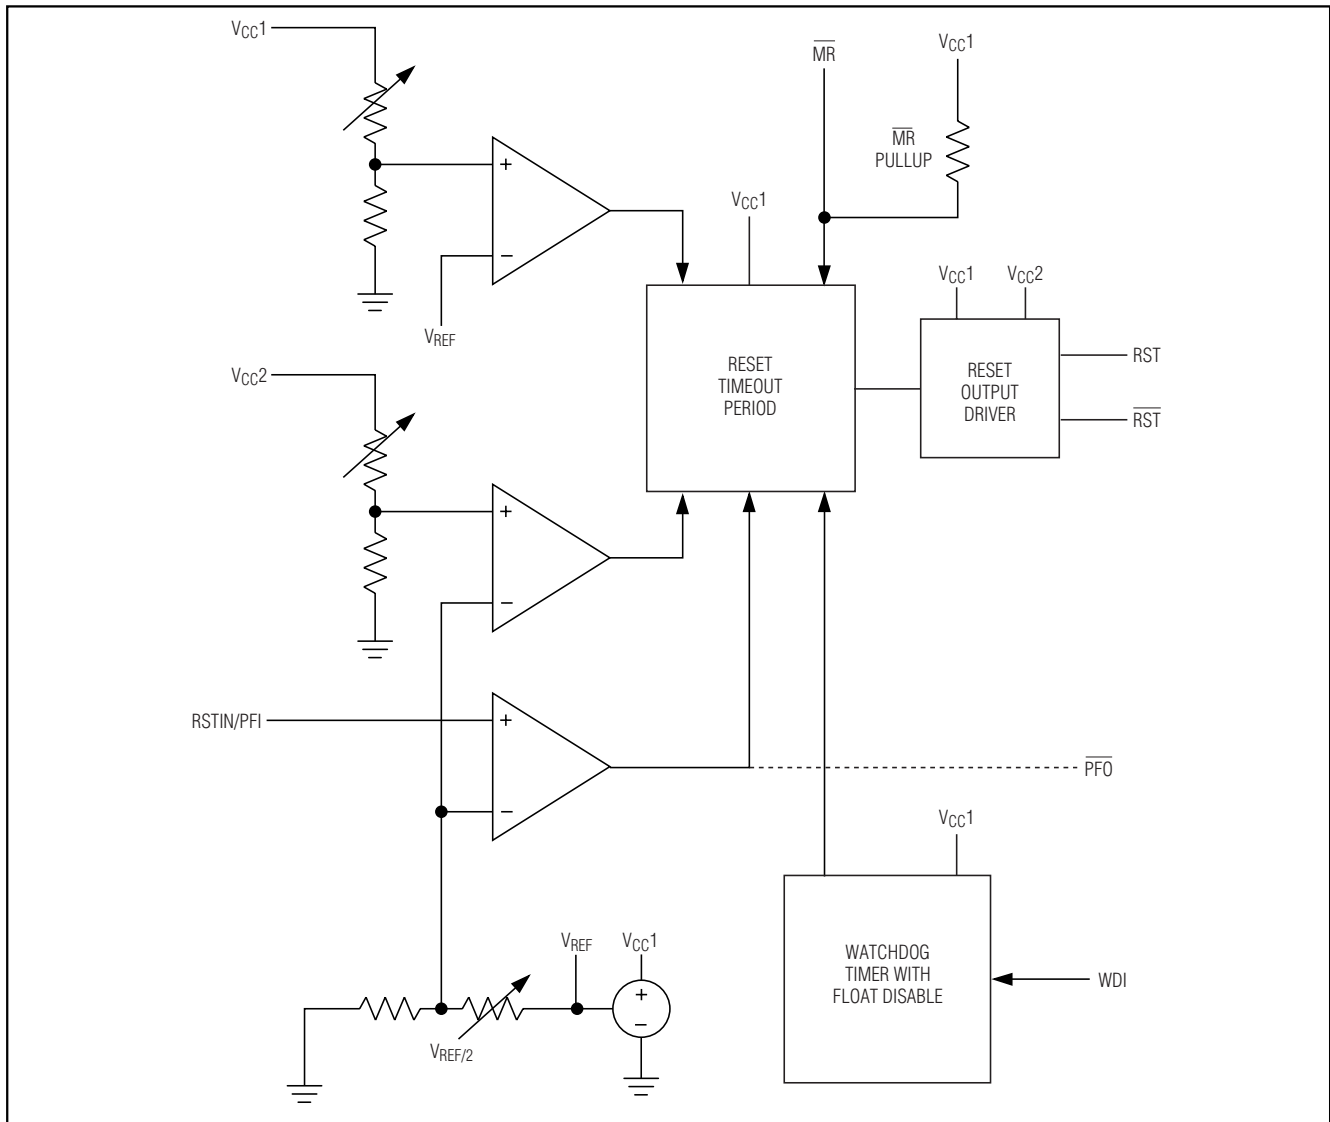 VCC1
MR
VCC1
MR
PULLUP
+
−
VCC1
VREF
VCC1
VCC2
RESET
TIMEOUT
PERIOD
RESET
OUTPUT
DRIVER
RST
RST
VCC2
+
−
RSTIN/PFI
+
−
PFO
VCC1
WATCHDOG
TIMER WITH
FLOAT DISABLE
WDI
VREF
VCC1
+
−
VREF/2